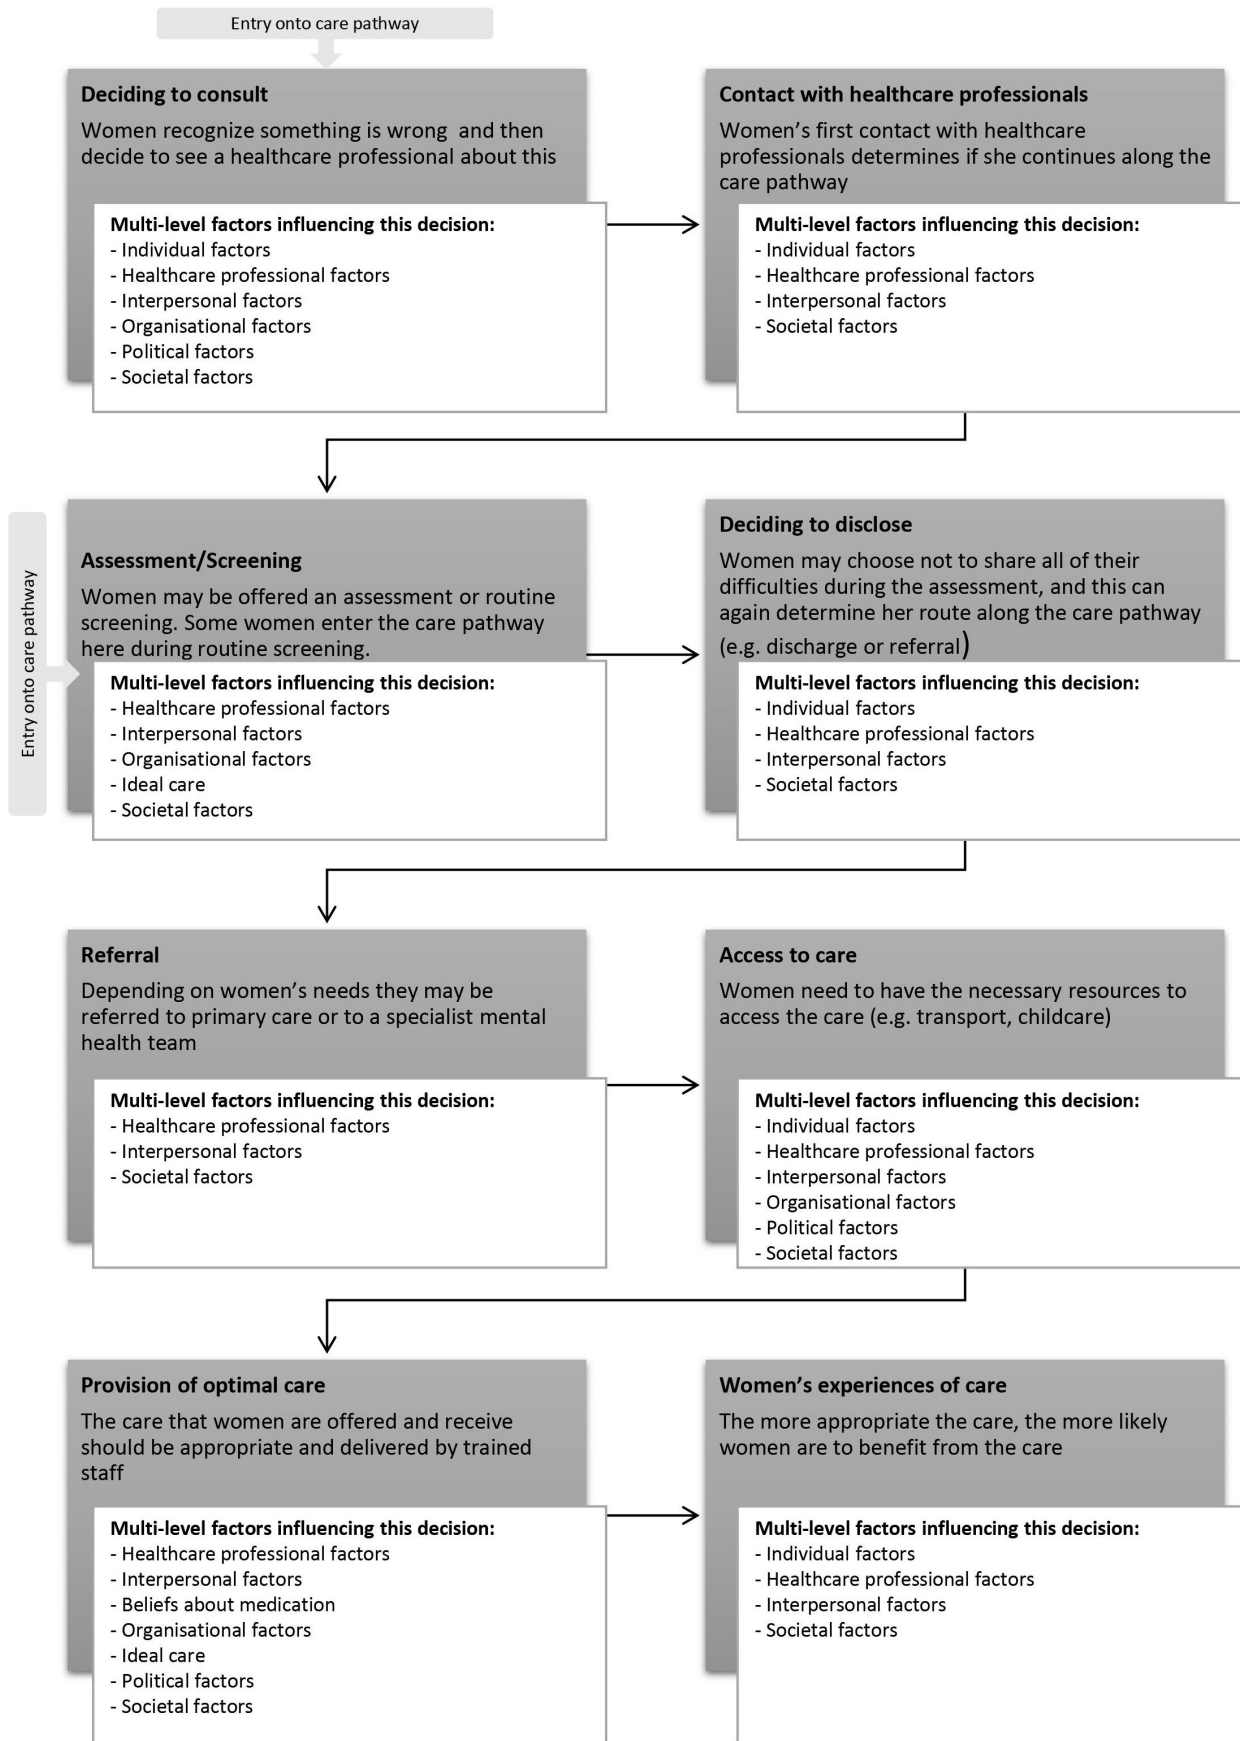 Entry onto care pathway
Deciding to consult
Women recognize something is wrong and then
decide to see a healthcare professional about this
Multi-level factors influencing this decision:
- Individual factors
- Healthcare professional factors
- Interpersonal factors
- Organisational factors
- Political factors
- Societal factors
Contact with healthcare professionals
Women’s first contact with healthcare
professionals determines if she continues along the
care pathway
Multi-level factors influencing this decision:
- Individual factors
- Healthcare professional factors
- Interpersonal factors
- Societal factors
Entry onto care pathway
Assessment/Screening
Women may be offered an assessment or routine
screening. Some women enter the care pathway
here during routine screening.
Multi-level factors influencing this decision:
- Healthcare professional factors
- Interpersonal factors
- Organisational factors
- Ideal care
- Societal factors
Deciding to disclose
Women may choose not to share all of their
difficulties during the assessment, and this can
again determine her route along the care pathway
(e.g. discharge or referral)
Multi-level factors influencing this decision:
- Individual factors
- Healthcare professional factors
- Interpersonal factors
- Societal factors
Referral
Depending on women’s needs they may be
referred to primary care or to a specialist mental
health team
Multi-level factors influencing this decision:
- Healthcare professional factors
- Interpersonal factors
- Societal factors
Access to care
Women need to have the necessary resources to
access the care (e.g. transport, childcare)
Multi-level factors influencing this decision:
- Individual factors
- Healthcare professional factors
- Interpersonal factors
- Organisational factors
- Political factors
- Societal factors
Provision of optimal care
The care that women are offered and receive
should be appropriate and delivered by trained
staff
Multi-level factors influencing this decision:
- Healthcare professional factors
- Interpersonal factors
- Beliefs about medication
- Organisational factors
- Ideal care
- Political factors
- Societal factors
Women’s experiences of care
The more appropriate the care, the more likely
women are to benefit from the care
Multi-level factors influencing this decision:
- Individual factors
- Healthcare professional factors
- Interpersonal factors
- Societal factors